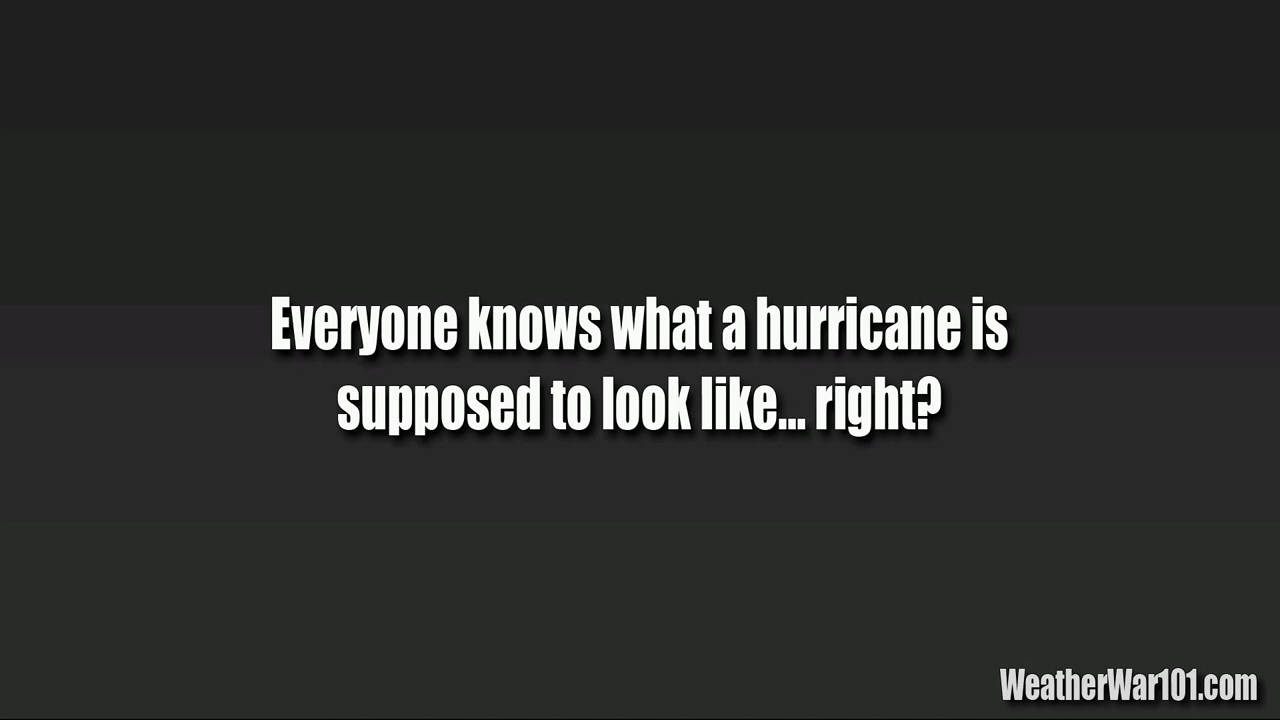 Everyone knows what a hurricane is
supposed to look like... right?
WeatherWar101.com